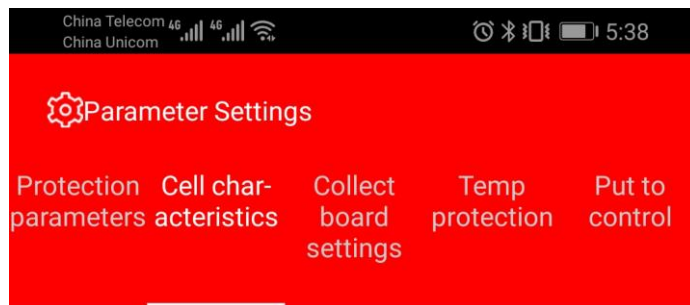 China Telecom 4G 4G
China Unicom
5:38
Parameter Settings
Protection parameters
Cell char-
acteristics
Collect
board
settings
Temp
protection
Put to
control